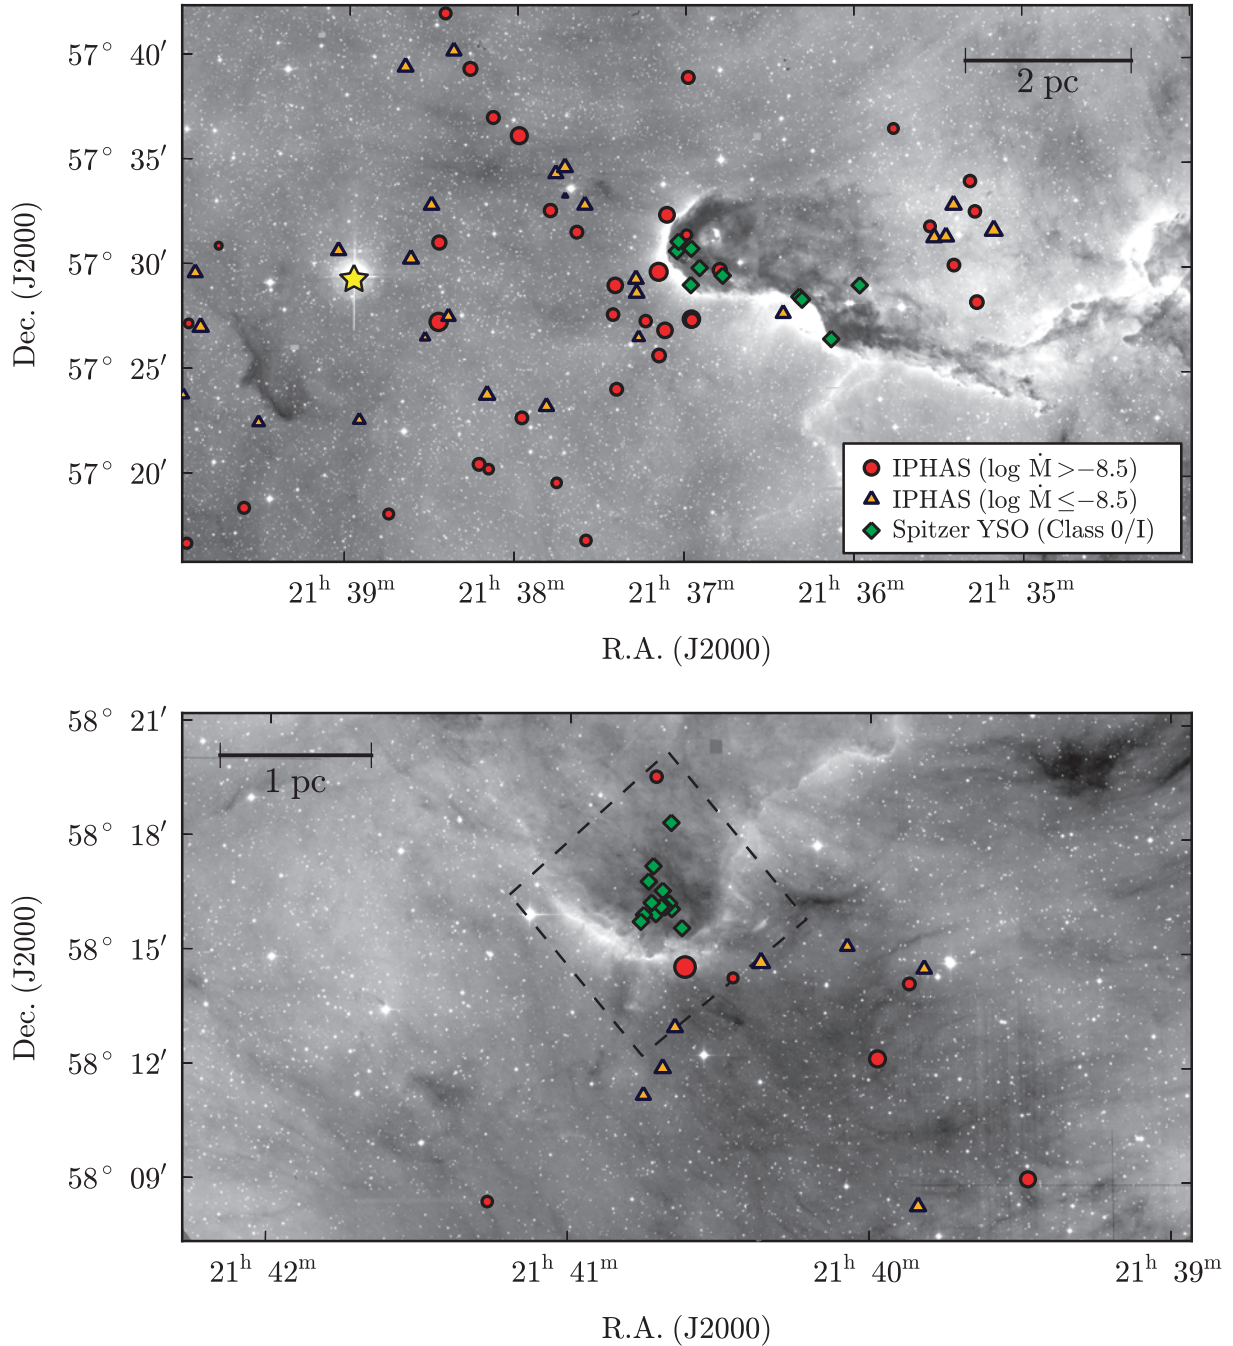 57° 40′
57° 35′
57° 30′
57° 25′
57° 20′
Dec. (J2000)
2 pc
IPHAS (log Ṁ >−8.5)
IPHAS (log Ṁ ≤−8.5)
Spitzer YSO (Class 0/I)
21ʰ 39ᵐ 21ʰ 38ᵐ 21ʰ 37ᵐ 21ʰ 36ᵐ 21ʰ 35ᵐ
R.A. (J2000)
58° 21′
58° 18′
58° 15′
58° 12′
58° 09′
Dec. (J2000)
1 pc
21ʰ 42ᵐ 21ʰ 41ᵐ 21ʰ 40ᵐ 21ʰ 39ᵐ
R.A. (J2000)